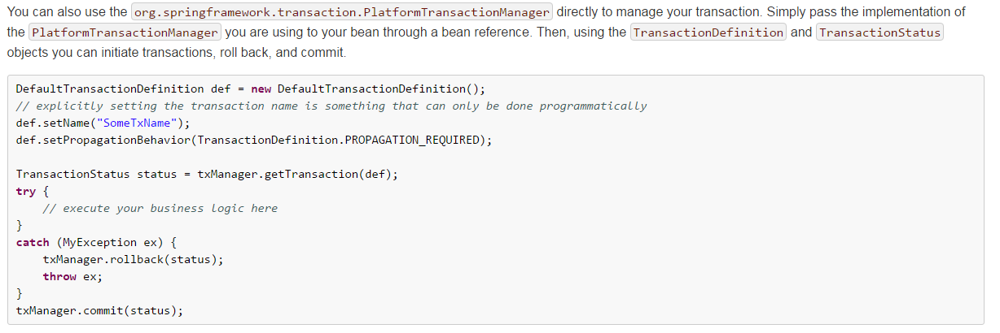 You can also use the org.springframework.transaction.PlatformTransactionManager directly to manage your transaction. Simply pass the implementation of
the PlatformTransactionManager you are using to your bean through a bean reference. Then, using the TransactionDefinition and TransactionStatus
objects you can initiate transactions, roll back, and commit.
DefaultTransactionDefinition def = new DefaultTransactionDefinition();
// explicitly setting the transaction name is something that can only be done programmatically
def.setName("SomeTxName");
def.setPropagationBehavior(TransactionDefinition.PROPAGATION_REQUIRED);
TransactionStatus status = txManager.getTransaction(def);
try {
    // execute your business logic here
}
catch (MyException ex) {
    txManager.rollback(status);
    throw ex;
}
txManager.commit(status);